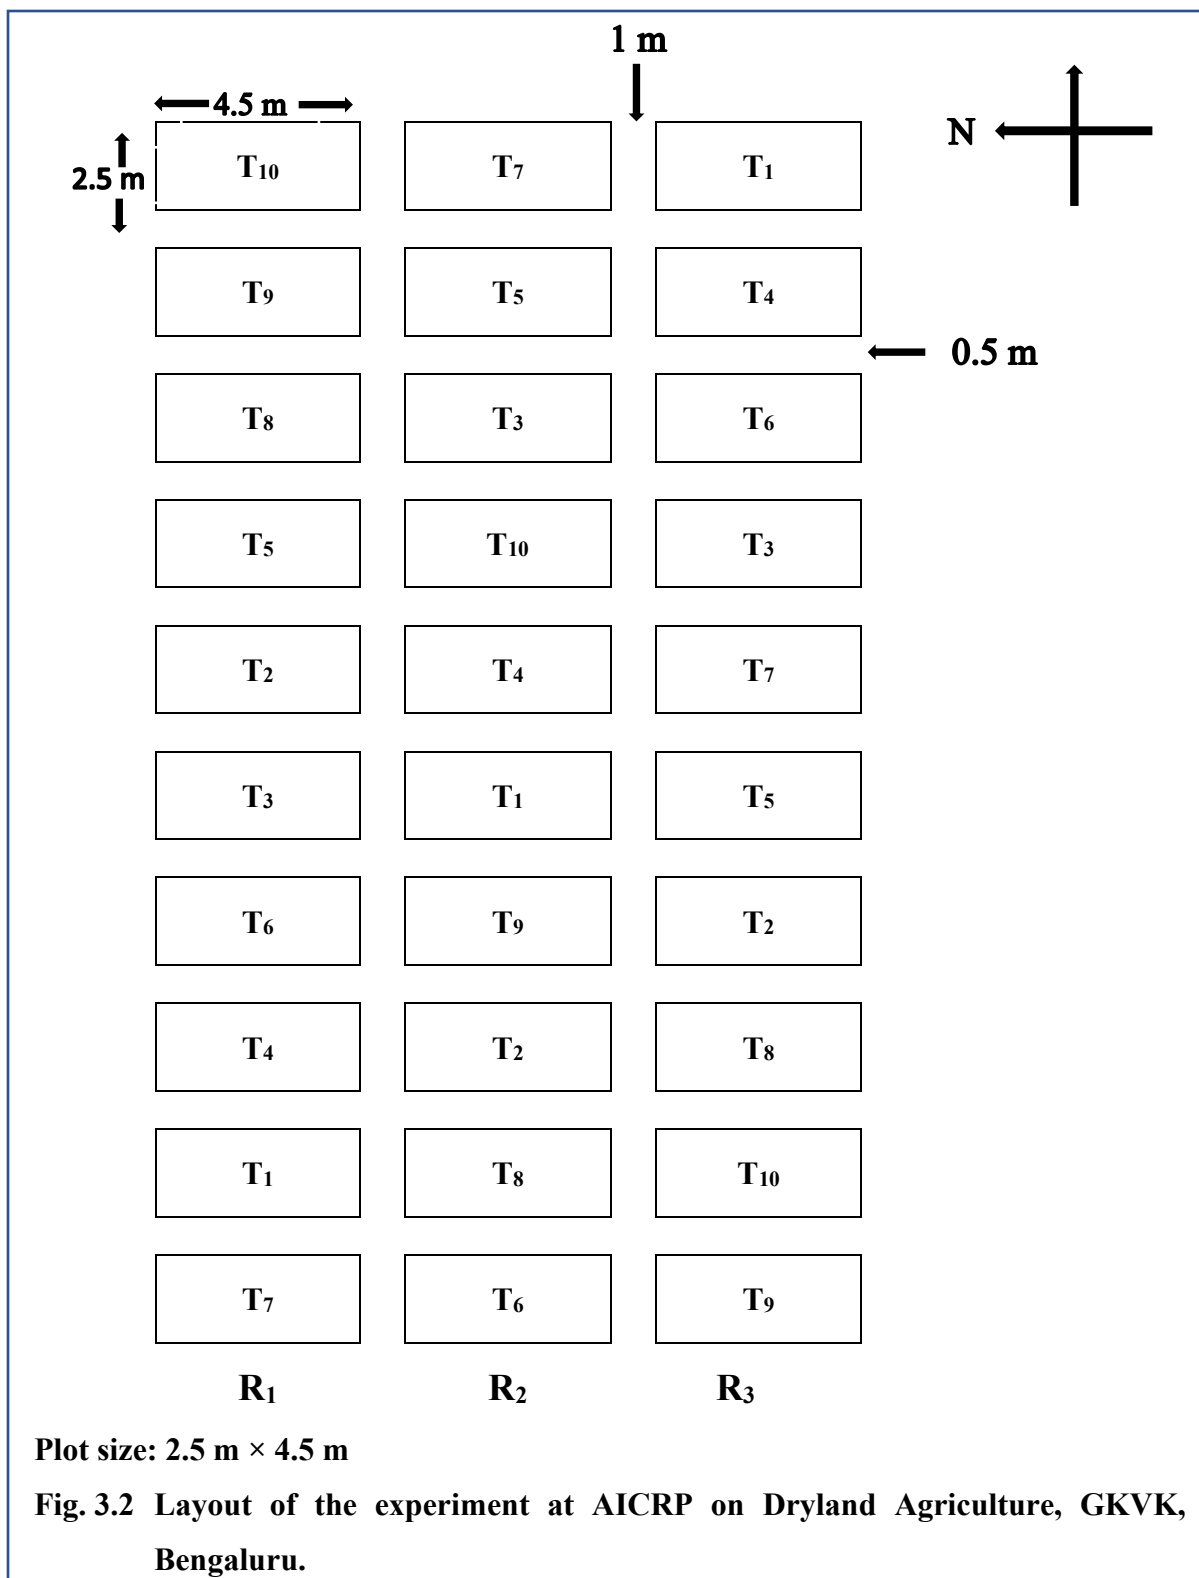 1 m
4.5 m
N
2.5 m
T10 T7 T1
T9 T5 T4
0.5 m
T8 T3 T6
T5 T10 T3
T2 T4 T7
T3 T1 T5
T6 T9 T2
T4 T2 T8
T1 T8 T10
T7 T6 T9
R1 R2 R3
Plot size: 2.5 m × 4.5 m
Fig. 3.2 Layout of the experiment at AICRP on Dryland Agriculture, GKVK,
Bengaluru.